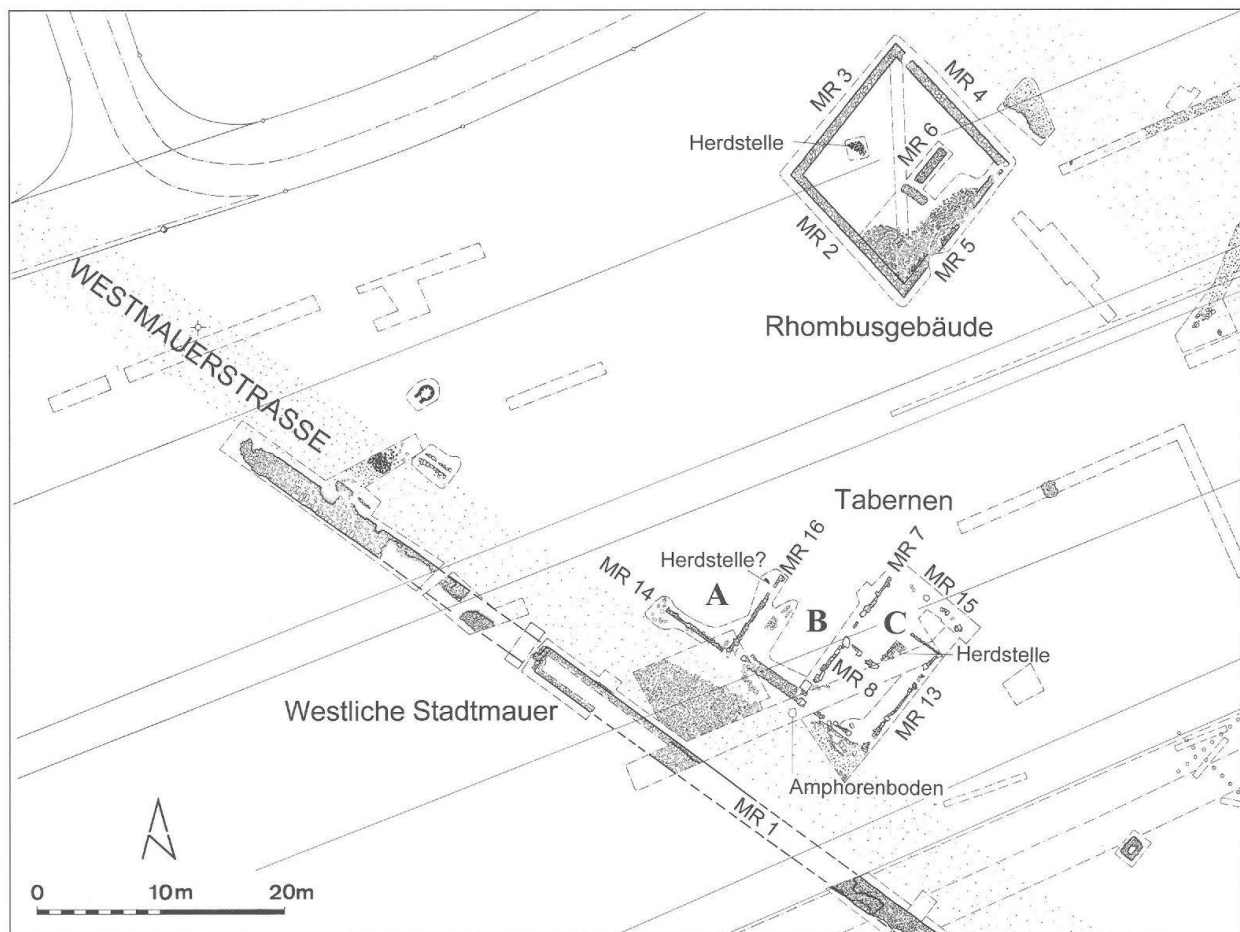 MR 3
MR 4
Herdstelle
MR 6
MR 2
MR 5
Rhombusgebäude
WESTMAUERSTRASSE
Tabernen
Herdstelle?
MR 16
MR 7
MR 14
A
MR 15
B
C
Herdstelle
MR 8
Westliche Stadtmauer
MR 13
Amphorenboden
MR 1
0
10m
20m